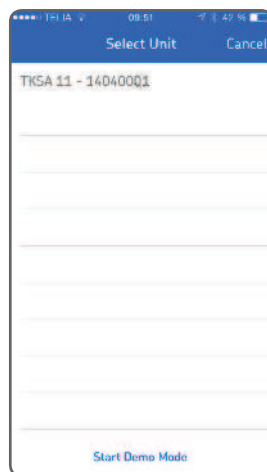 TELIA 09:51 42 %
Select Unit Cancel
TKSA 11 - 14040001
Start Demo Mode